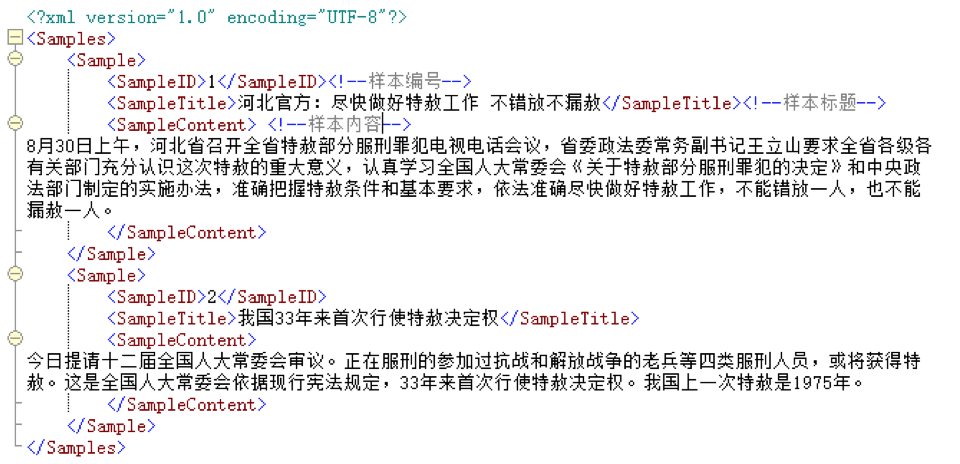 <?xml version="1.0" encoding="UTF-8"?>
<Samples>
<Sample>
<SampleID>1</SampleID><!--样本编号-->
<SampleTitle>河北官方：尽快做好特赦工作 不错放不漏赦</SampleTitle><!--样本标题-->
<SampleContent> <!--样本内容-->
8月30日上午，河北省召开全省特赦部分服刑罪犯电视电话会议，省委政法委常务副书记王立山要求全省各级各
有关部门充分认识这次特赦的重大意义，认真学习全国人大常委会《关于特赦部分服刑罪犯的决定》和中央政
法部门制定的实施办法，准确把握特赦条件和基本要求，依法准确尽快做好特赦工作，不能错放一人，也不能
漏赦一人。
</SampleContent>
</Sample>
<Sample>
<SampleID>2</SampleID>
<SampleTitle>我国33年来首次行使特赦决定权</SampleTitle>
<SampleContent>
今日提请十二届全国人大常委会审议。正在服刑的参加过抗战和解放战争的老兵等四类服刑人员，或将获得特
赦。这是全国人大常委会依据现行宪法规定，33年来首次行使特赦决定权。我国上一次特赦是1975年。
</SampleContent>
</Sample>
</Samples>